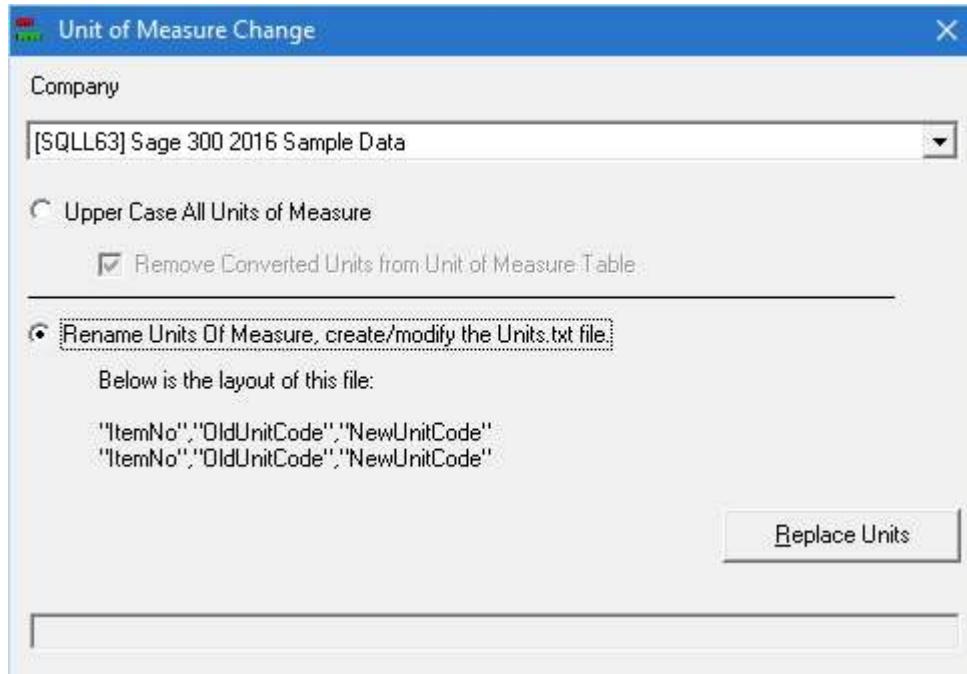 Unit of Measure Change
Company
[SQLL63] Sage 300 2016 Sample Data
Upper Case All Units of Measure
Remove Converted Units from Unit of Measure Table
Rename Units Of Measure, create/modify the Units.txt file.
Below is the layout of this file:
"ItemNo","OldUnitCode","NewUnitCode"
"ItemNo","OldUnitCode","NewUnitCode"
Replace Units